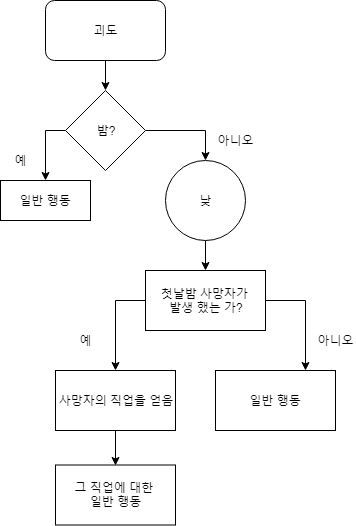 괴도
밤?
아니오
예
일반 행동
낮
첫날밤 사망자가
발생 했는 가?
예
아니오
사망자의 직업을 얻음
일반 행동
그 직업에 대한
일반 행동